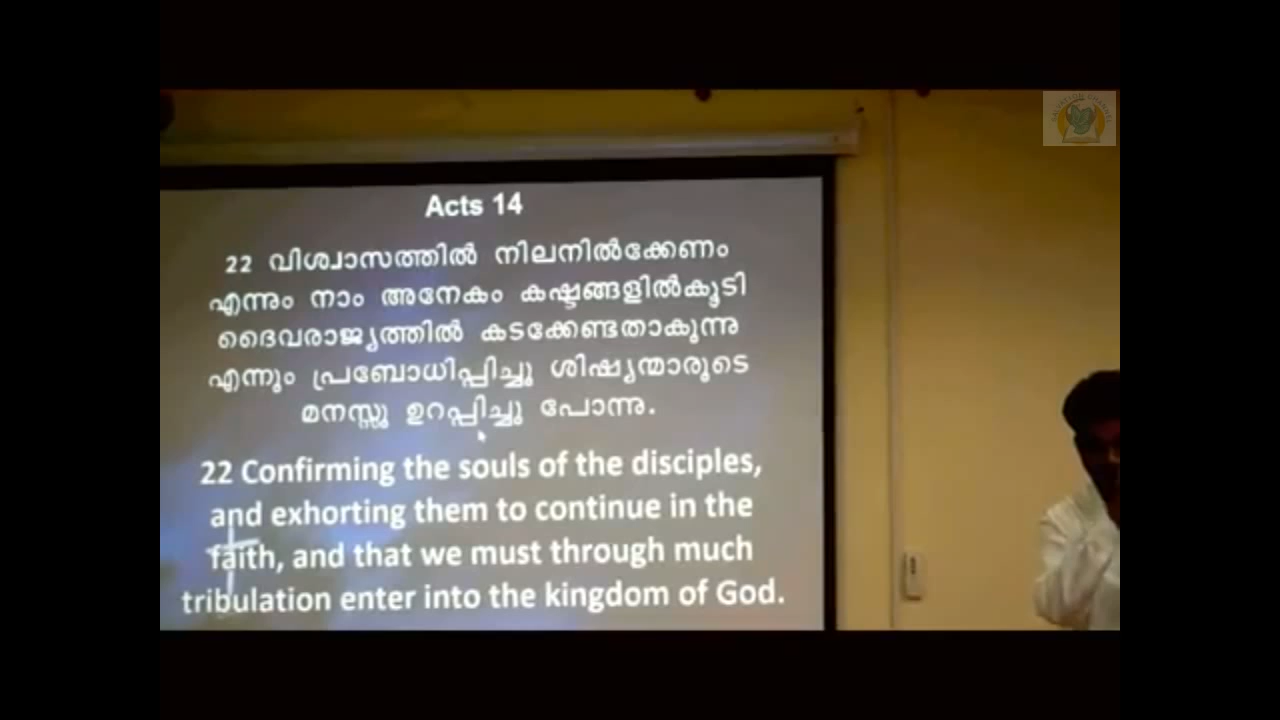 SALVATION CHANNEL
Acts 14
22 വിശ്വാസത്തിൽ നിലനിൽക്കേണം
എന്നും നാം അനേകം കഷ്ടങ്ങളിൽകൂടി
ദൈവരാജ്യത്തിൽ കടക്കേണ്ടതാകുന്നു
എന്നും പ്രബോധിപ്പിച്ചു ശിഷ്യന്മാരുടെ
മനസ്സു ഉറപ്പിച്ചു പോന്നു.
22 Confirming the souls of the disciples,
and exhorting them to continue in the
faith, and that we must through much
tribulation enter into the kingdom of God.